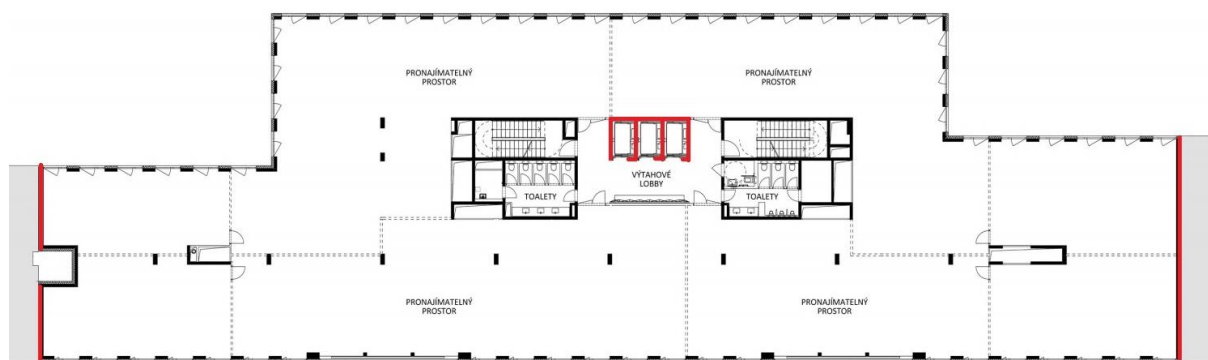 PRONAJÍMATELNÝ
PROSTOR
PRONAJÍMATELNÝ
PROSTOR
VÝTAHOVÉ
LOBBY
TOALETY
TOALETY
PRONAJÍMATELNÝ
PROSTOR
PRONAJÍMATELNÝ
PROSTOR